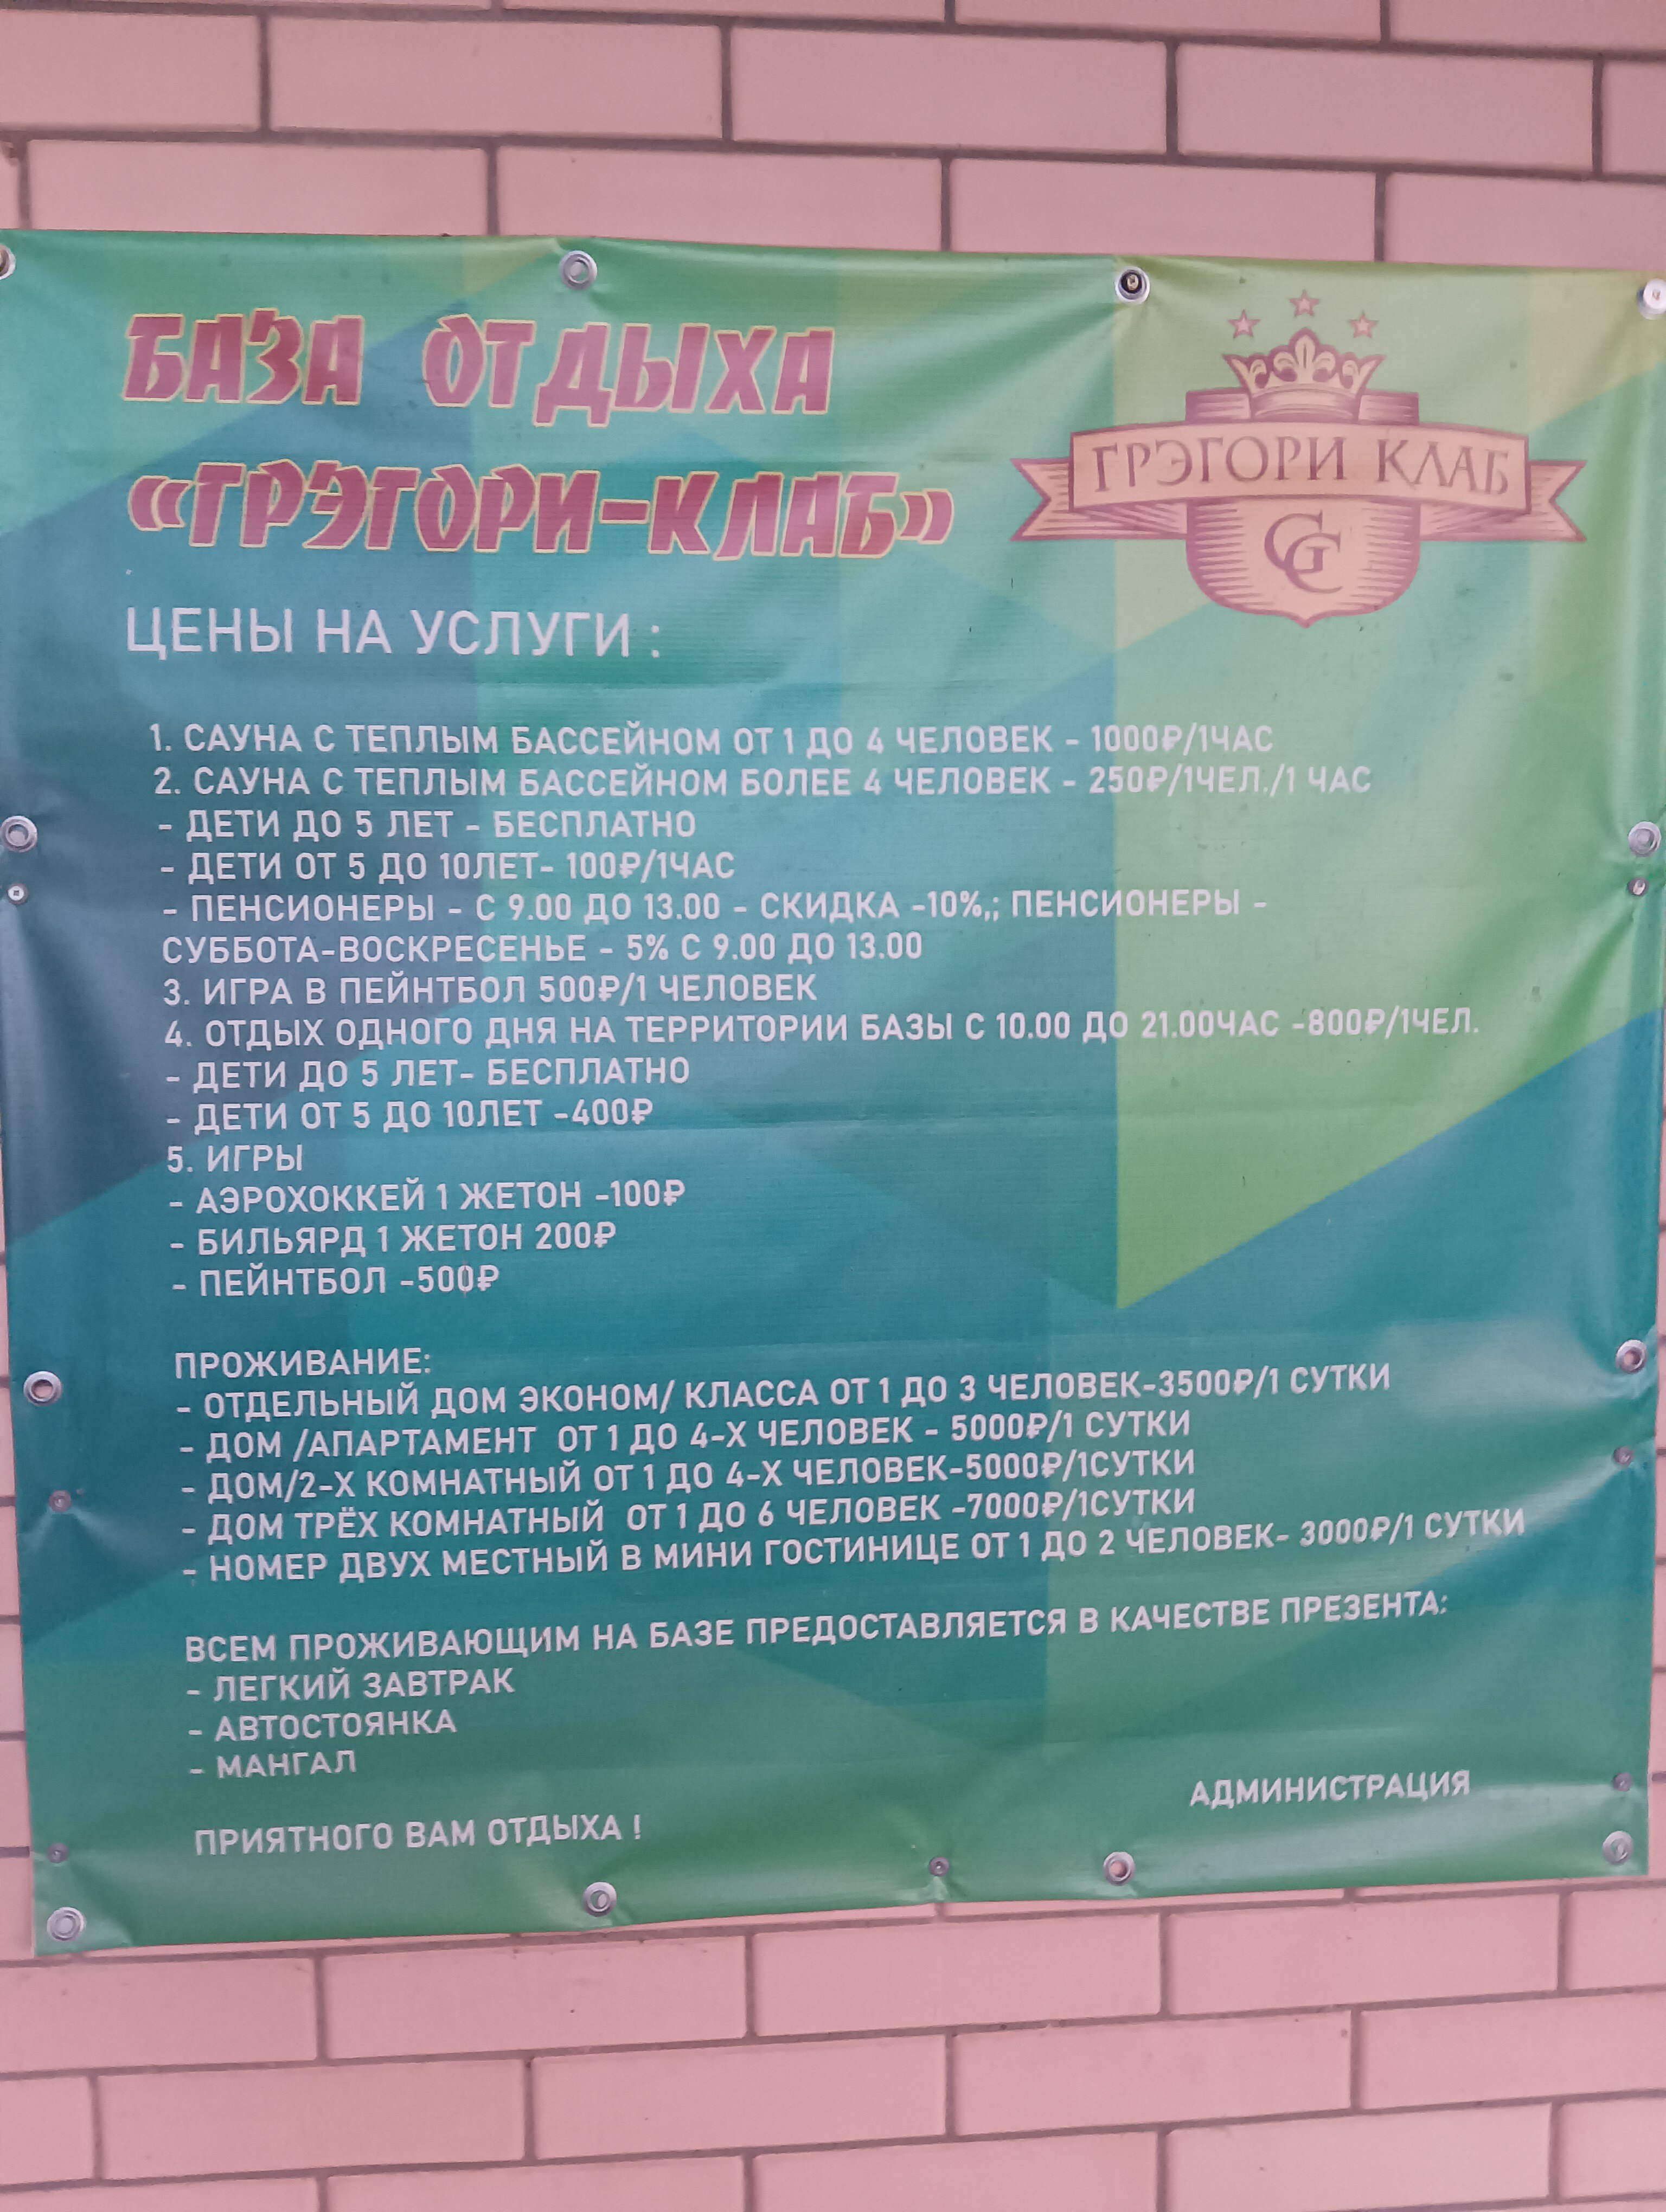 БАЗА ОТДЫХА
«ГРЭГОРИ-КЛАБ»
ГРЭГОРИ КЛАБ
GC
ЦЕНЫ НА УСЛУГИ :
1. САУНА С ТЕПЛЫМ БАССЕЙНОМ ОТ 1 ДО 4 ЧЕЛОВЕК - 1000₽/1ЧАС
2. САУНА С ТЕПЛЫМ БАССЕЙНОМ БОЛЕЕ 4 ЧЕЛОВЕК - 250₽/1ЧЕЛ./1 ЧАС
- ДЕТИ ДО 5 ЛЕТ - БЕСПЛАТНО
- ДЕТИ ОТ 5 ДО 10ЛЕТ- 100₽/1ЧАС
- ПЕНСИОНЕРЫ - С 9.00 ДО 13.00 - СКИДКА -10%,; ПЕНСИОНЕРЫ -
СУББОТА-ВОСКРЕСЕНЬЕ - 5% С 9.00 ДО 13.00
3. ИГРА В ПЕЙНТБОЛ 500₽/1 ЧЕЛОВЕК
4. ОТДЫХ ОДНОГО ДНЯ НА ТЕРРИТОРИИ БАЗЫ С 10.00 ДО 21.00ЧАС -800₽/1ЧЕЛ.
- ДЕТИ ДО 5 ЛЕТ- БЕСПЛАТНО
- ДЕТИ ОТ 5 ДО 10ЛЕТ -400₽
5. ИГРЫ
- АЭРОХОККЕЙ 1 ЖЕТОН -100₽
- БИЛЬЯРД 1 ЖЕТОН 200₽
- ПЕЙНТБОЛ -500₽
ПРОЖИВАНИЕ:
- ОТДЕЛЬНЫЙ ДОМ ЭКОНОМ/ КЛАССА ОТ 1 ДО 3 ЧЕЛОВЕК-3500₽/1 СУТКИ
- ДОМ /АПАРТАМЕНТ ОТ 1 ДО 4-Х ЧЕЛОВЕК - 5000₽/1 СУТКИ
- ДОМ/2-Х КОМНАТНЫЙ ОТ 1 ДО 4-Х ЧЕЛОВЕК-5000₽/1СУТКИ
- ДОМ ТРЁХ КОМНАТНЫЙ ОТ 1 ДО 6 ЧЕЛОВЕК -7000₽/1СУТКИ
- НОМЕР ДВУХ МЕСТНЫЙ В МИНИ ГОСТИНИЦЕ ОТ 1 ДО 2 ЧЕЛОВЕК- 3000₽/1 СУТКИ
ВСЕМ ПРОЖИВАЮЩИМ НА БАЗЕ ПРЕДОСТАВЛЯЕТСЯ В КАЧЕСТВЕ ПРЕЗЕНТА:
- ЛЕГКИЙ ЗАВТРАК
- АВТОСТОЯНКА
- МАНГАЛ
АДМИНИСТРАЦИЯ
ПРИЯТНОГО ВАМ ОТДЫХА !